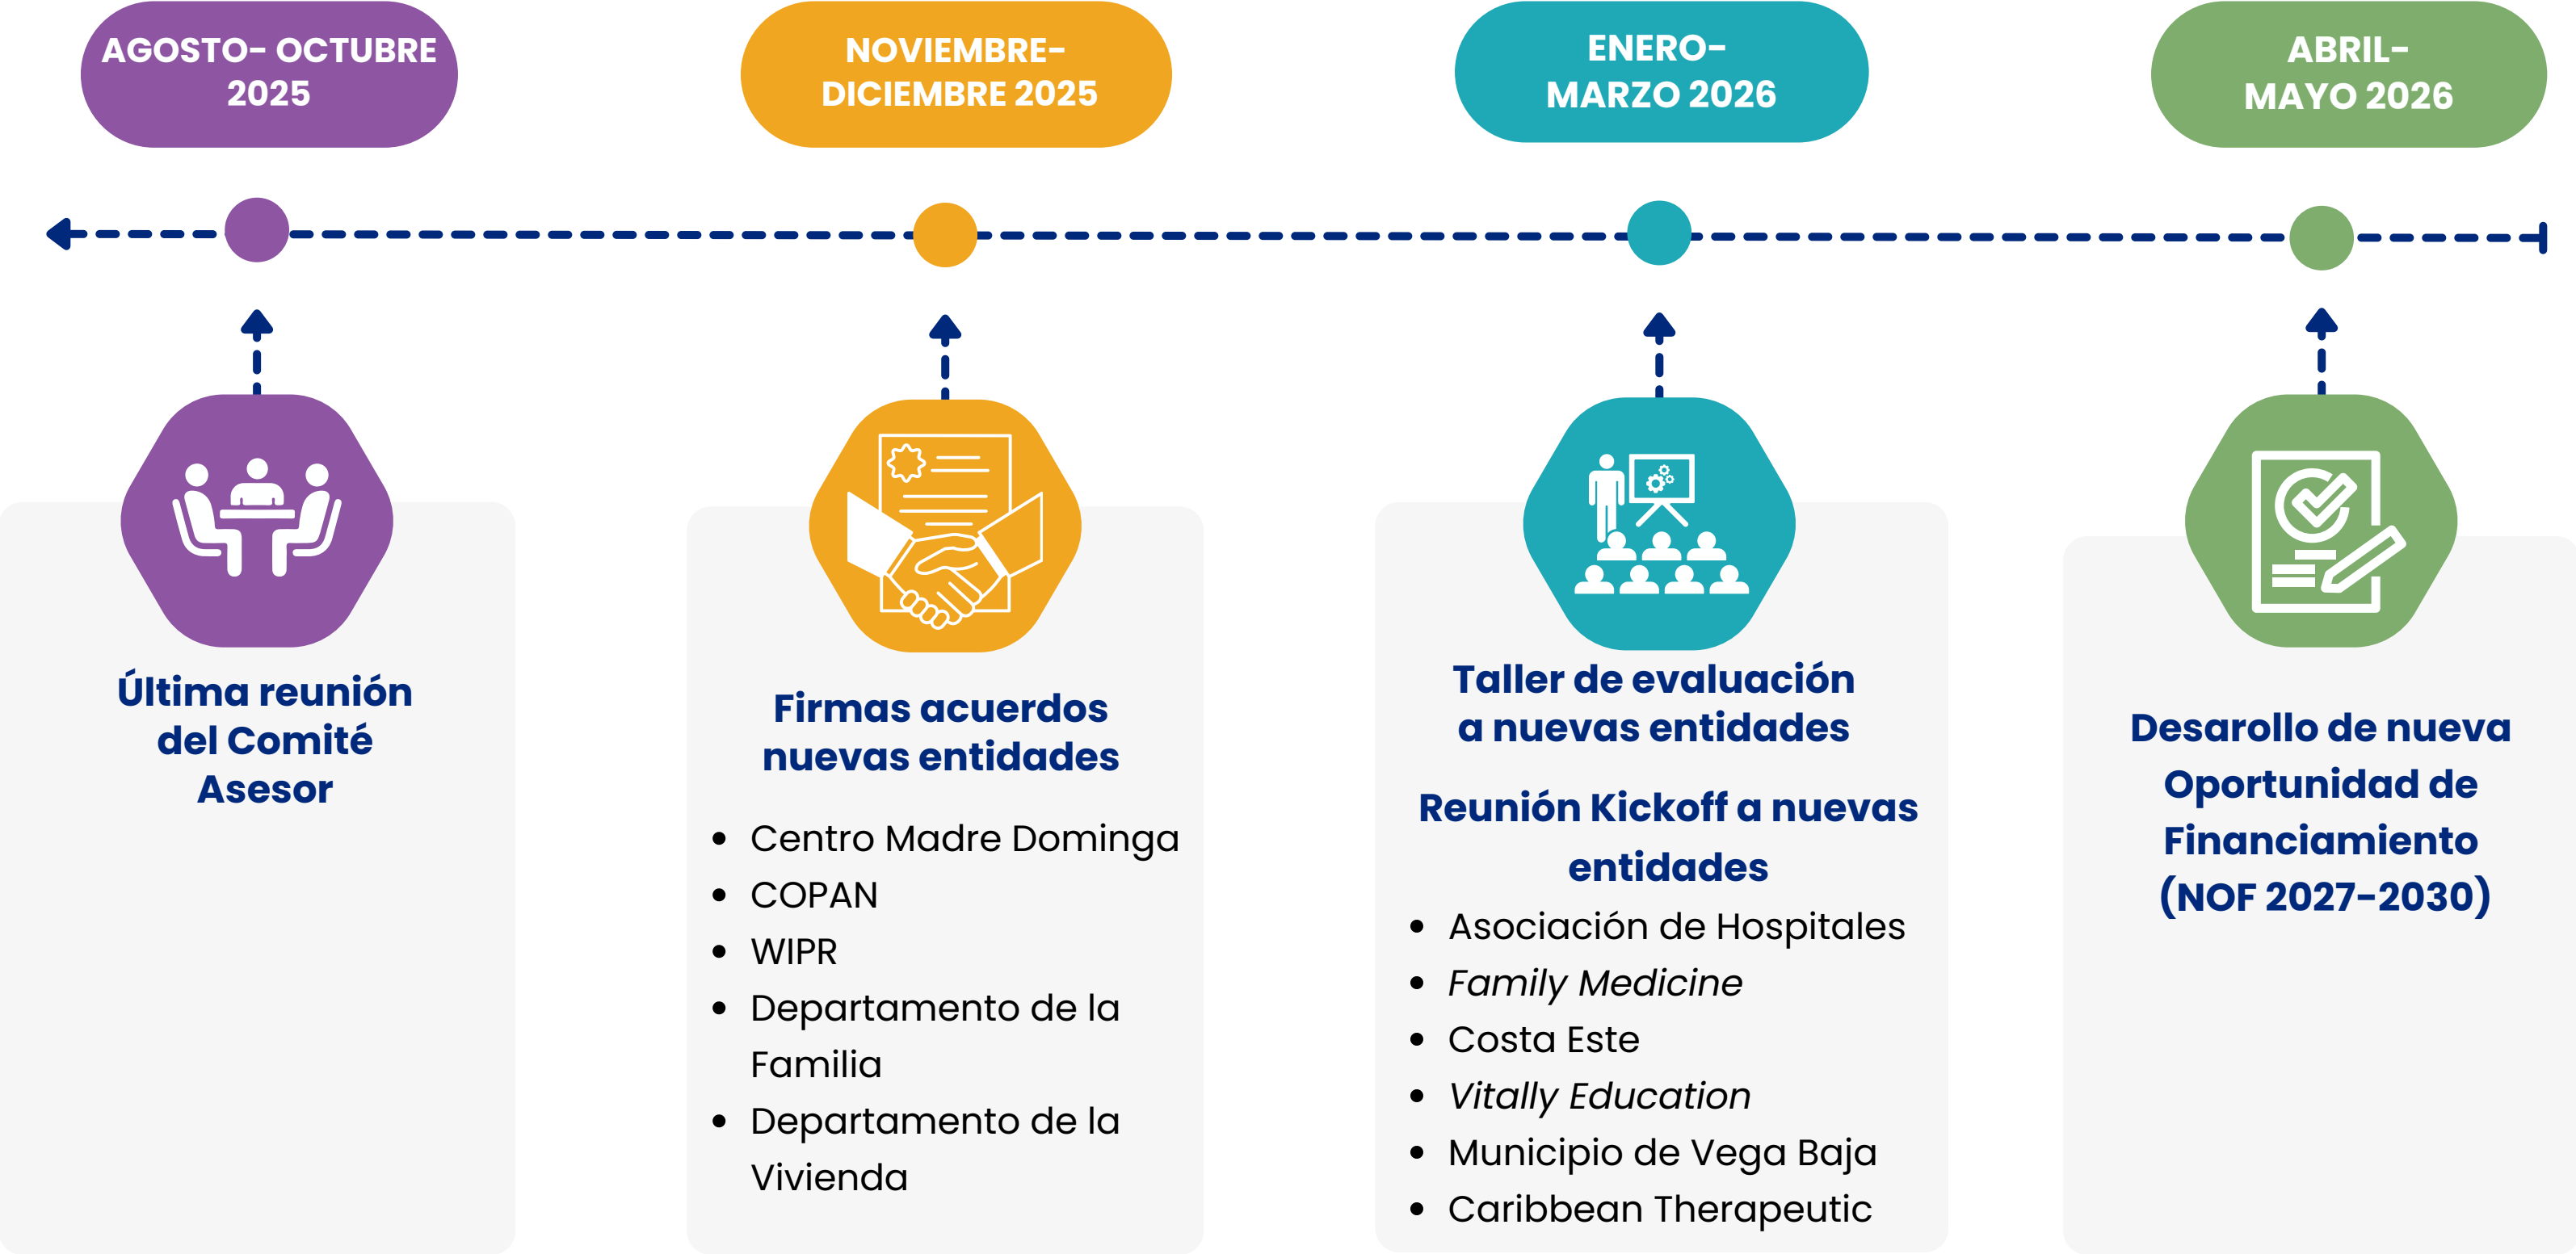 AGOSTO- OCTUBRE
2025
NOVIEMBRE-
DICIEMBRE 2025
ENERO-
MARZO 2026
ABRIL-
MAYO 2026
Última reunión
del Comité
Asesor
Firmas acuerdos
nuevas entidades
• Centro Madre Dominga
• COPAN
• WIPR
• Departamento de la
Familia
• Departamento de la
Vivienda
Taller de evaluación
a nuevas entidades
Reunión Kickoff a nuevas
entidades
• Asociación de Hospitales
• Family Medicine
• Costa Este
• Vitally Education
• Municipio de Vega Baja
• Caribbean Therapeutic
Desarollo de nueva
Oportunidad de
Financiamiento
(NOF 2027-2030)